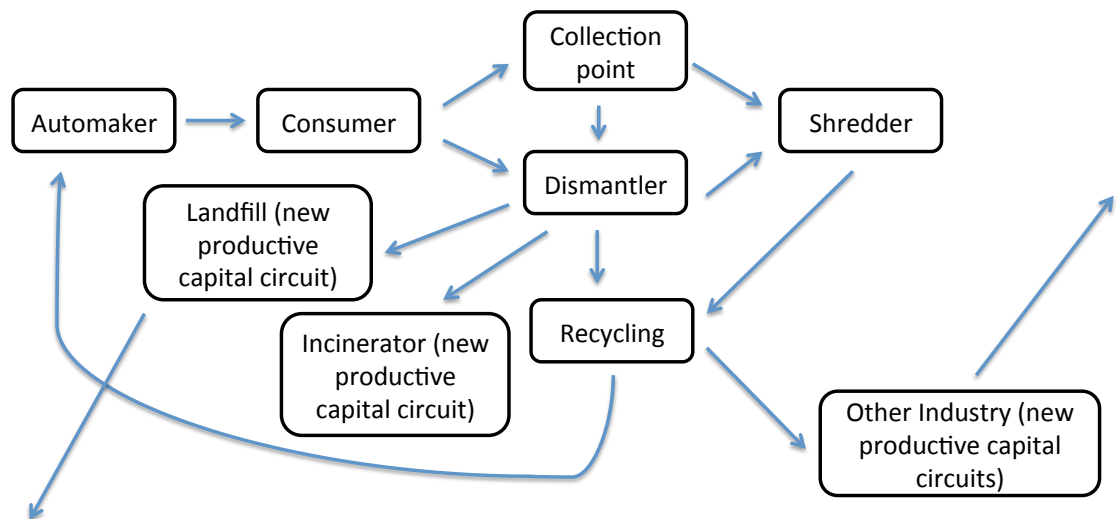 Collection
point
Automaker
Consumer
Shredder
Dismantler
Landfill (new
productive
capital circuit)
Recycling
Incinerator (new
productive
capital circuit)
Other Industry (new
productive capital
circuits)